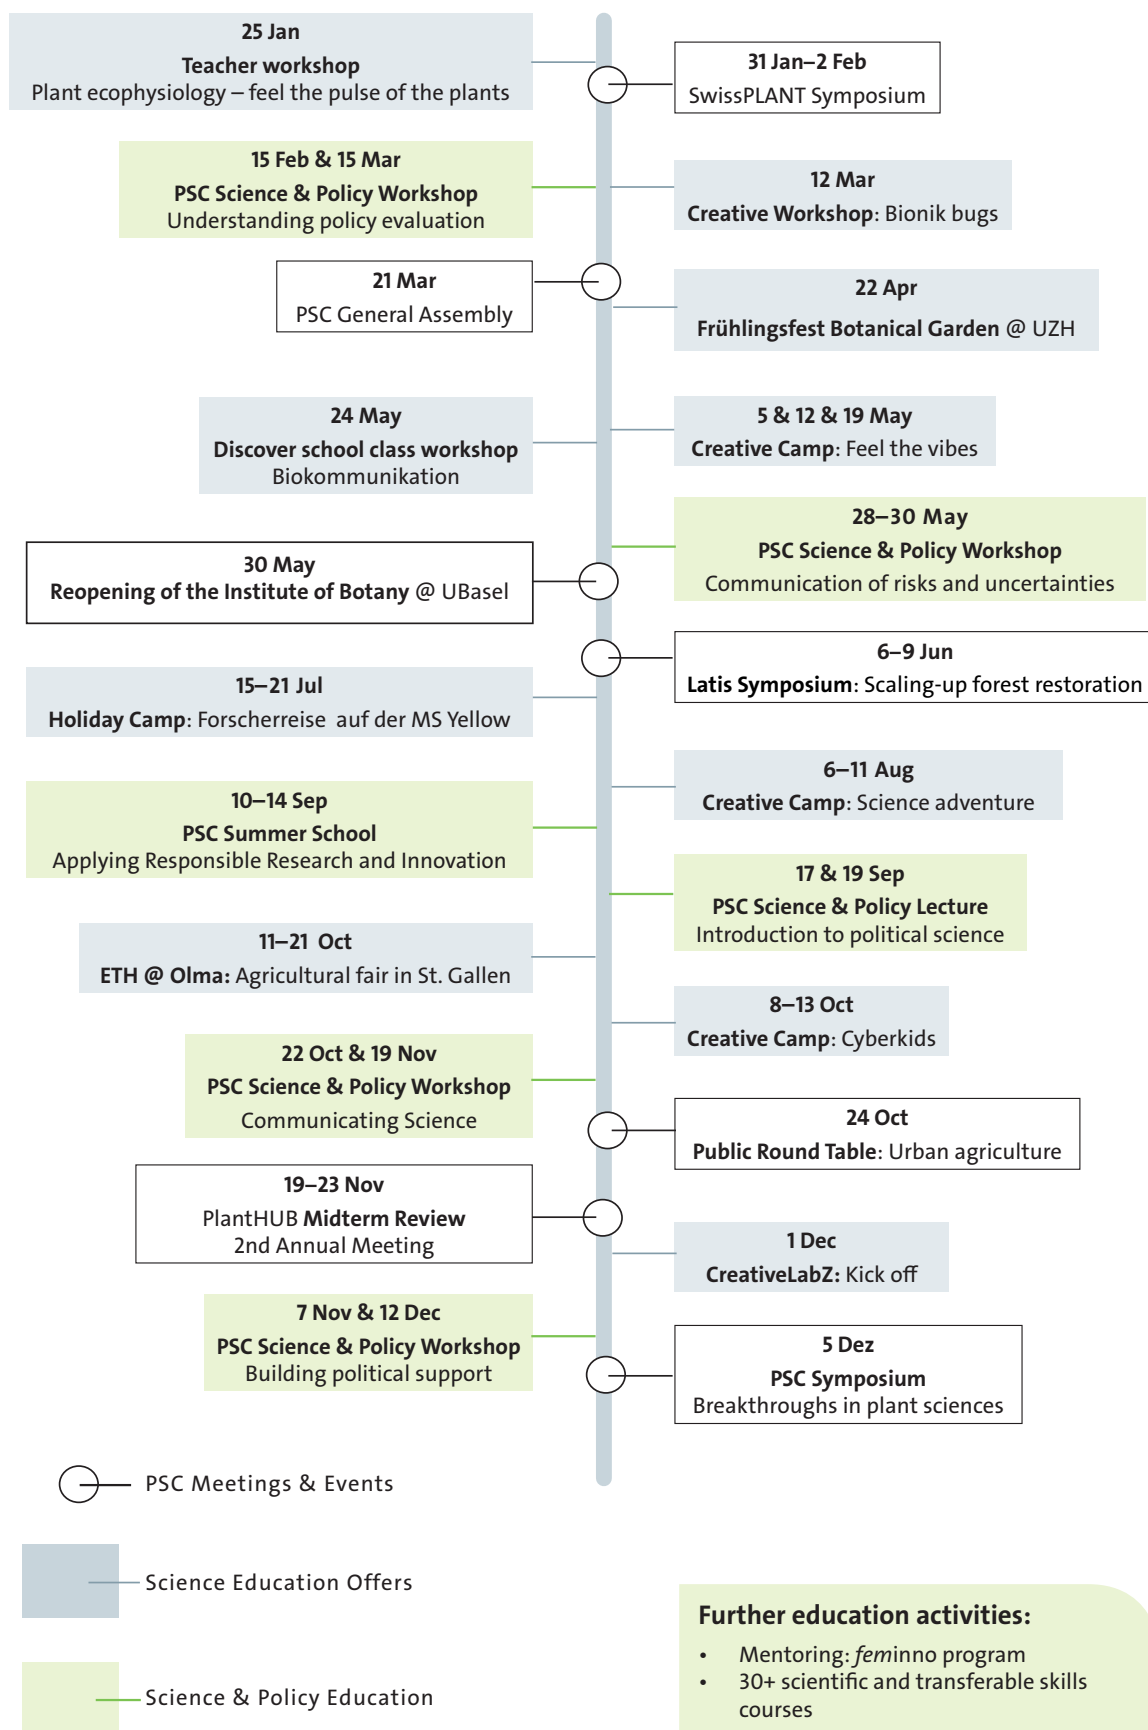 25 Jan
Teacher workshop
Plant ecophysiology – feel the pulse of the plants
31 Jan–2 Feb
SwissPLANT Symposium
15 Feb & 15 Mar
PSC Science & Policy Workshop
Understanding policy evaluation
12 Mar
Creative Workshop: Bionik bugs
21 Mar
PSC General Assembly
22 Apr
Frühlingsfest Botanical Garden @ UZH
24 May
Discover school class workshop
Biokommunikation
5 & 12 & 19 May
Creative Camp: Feel the vibes
28–30 May
PSC Science & Policy Workshop
Communication of risks and uncertainties
30 May
Reopening of the Institute of Botany @ UBasel
6–9 Jun
Latis Symposium: Scaling-up forest restoration
15–21 Jul
Holiday Camp: Forscherreise auf der MS Yellow
6–11 Aug
Creative Camp: Science adventure
10–14 Sep
PSC Summer School
Applying Responsible Research and Innovation
17 & 19 Sep
PSC Science & Policy Lecture
Introduction to political science
11–21 Oct
ETH @ Olma: Agricultural fair in St. Gallen
8–13 Oct
Creative Camp: Cyberkids
22 Oct & 19 Nov
PSC Science & Policy Workshop
Communicating Science
24 Oct
Public Round Table: Urban agriculture
19–23 Nov
PlantHUB Midterm Review
2nd Annual Meeting
1 Dec
CreativeLabZ: Kick off
7 Nov & 12 Dec
PSC Science & Policy Workshop
Building political support
5 Dez
PSC Symposium
Breakthroughs in plant sciences
PSC Meetings & Events
Science Education Offers
Science & Policy Education
Further education activities:
• Mentoring: feminno program
• 30+ scientific and transferable skills
courses